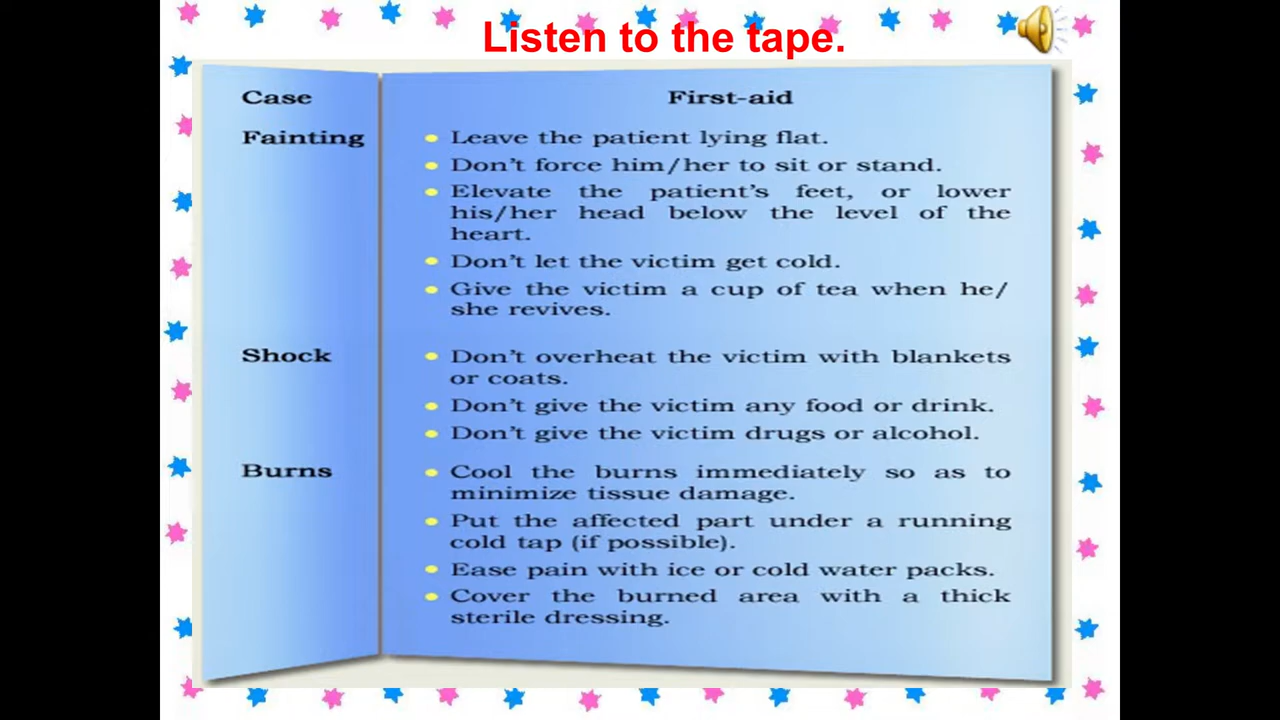 Listen to the tape.
Case
First-aid
Fainting
• Leave the patient lying flat.
• Don't force him/her to sit or stand.
• Elevate the patient's feet, or lower
his/her head below the level of the
heart.
• Don't let the victim get cold.
• Give the victim a cup of tea when he/
she revives.
Shock
• Don't overheat the victim with blankets
or coats.
• Don't give the victim any food or drink.
• Don't give the victim drugs or alcohol.
Burns
• Cool the burns immediately so as to
minimize tissue damage.
• Put the affected part under a running
cold tap (if possible).
• Ease pain with ice or cold water packs.
• Cover the burned area with a thick
sterile dressing.